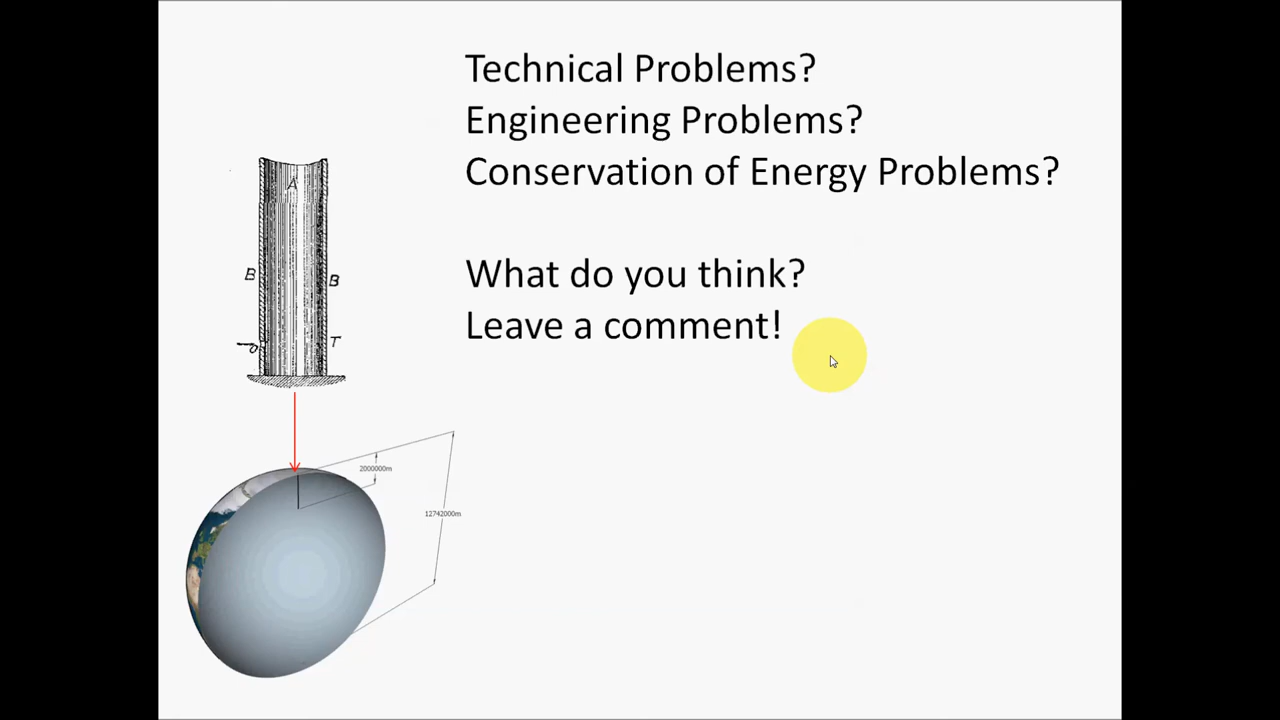 Technical Problems?
Engineering Problems?
Conservation of Energy Problems?
What do you think?
Leave a comment!
A
B
B
T
2000000m
12742000m